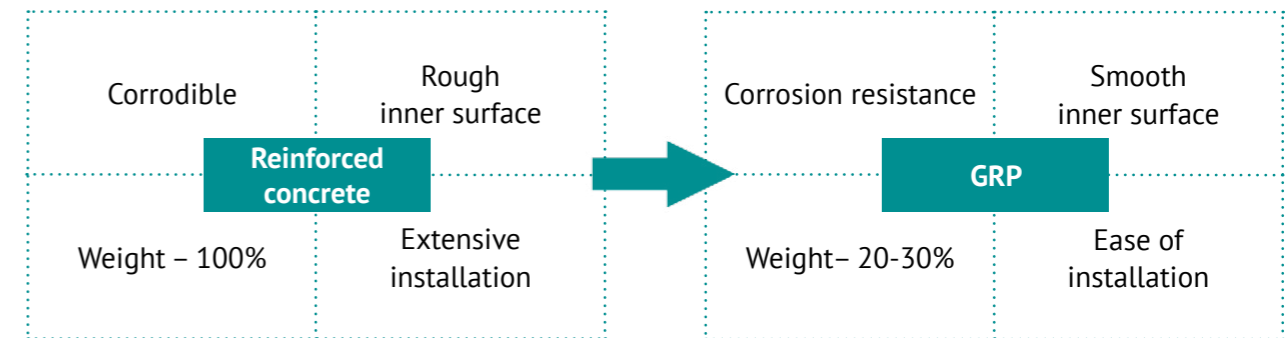 Corrodible
Rough
inner surface
Reinforced
concrete
Weight – 100%
Extensive
installation
Corrosion resistance
Smooth
inner surface
GRP
Weight– 20-30%
Ease of
installation